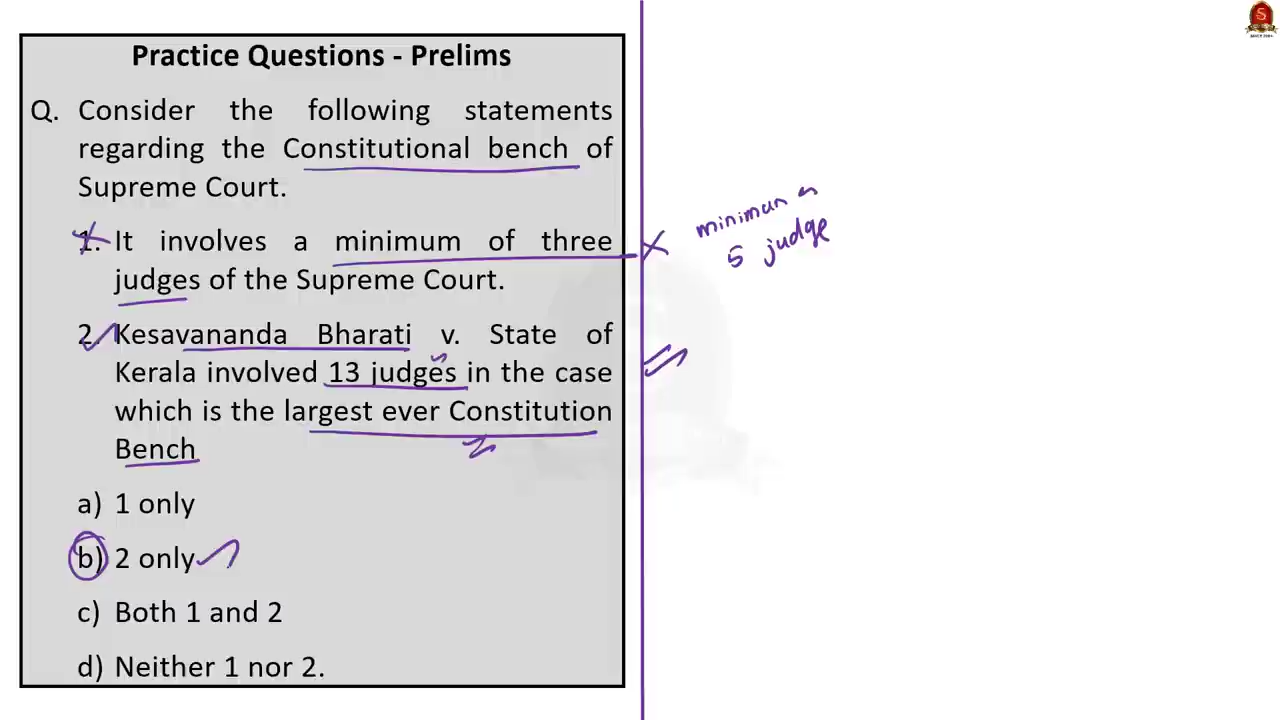 Practice Questions - Prelims
Q. Consider the following statements
regarding the Constitutional bench of
Supreme Court.
1. It involves a minimum of three
judges of the Supreme Court.
2. Kesavananda Bharati v. State of
Kerala involved 13 judges in the case
which is the largest ever Constitution
Bench
a) 1 only
b) 2 only
c) Both 1 and 2
d) Neither 1 nor 2.
minimum
5 judge